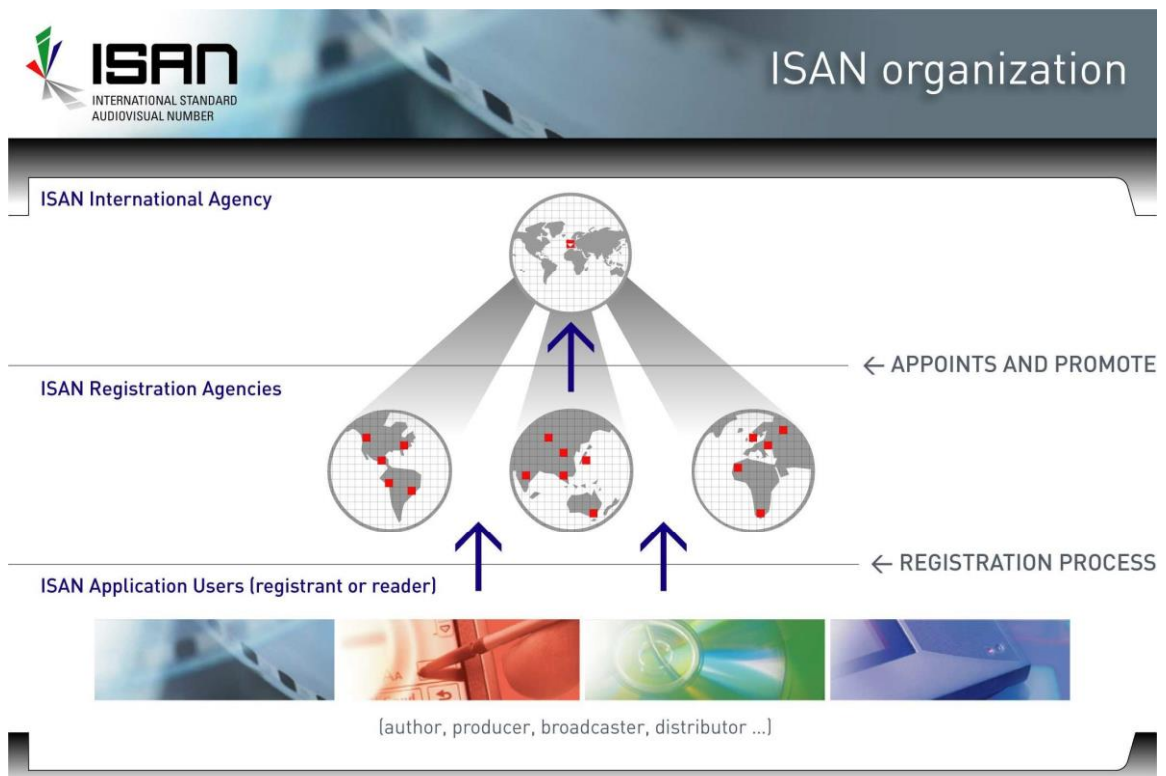 ISAN
INTERNATIONAL STANDARD
AUDIOVISUAL NUMBER
ISAN organization
ISAN International Agency
← APPOINTS AND PROMOTE
ISAN Registration Agencies
← REGISTRATION PROCESS
ISAN Application Users (registrant or reader)
(author, producer, broadcaster, distributor ...)